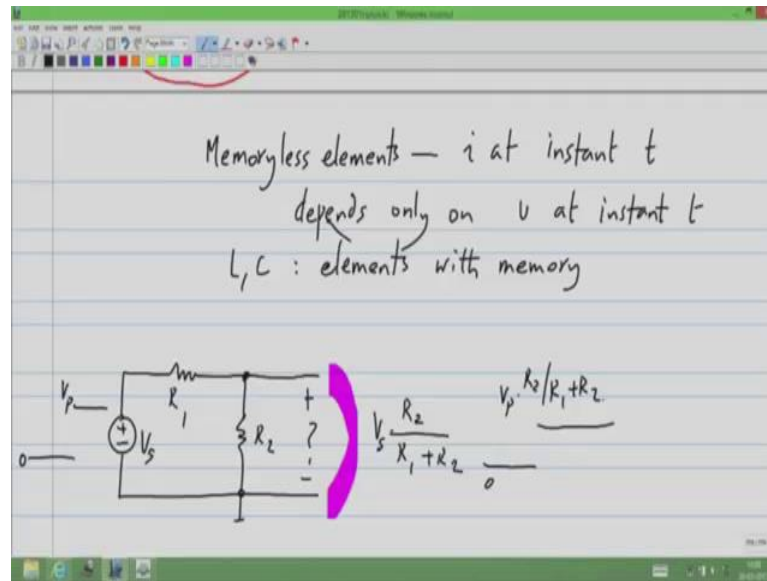 Memoryless elements — i at instant t
depends only on v at instant t
L, C : elements with memory
Vp
0
+
-
Vs
R1
R2
+
?
-
Vs R2/R1+R2
Vp · R2/R1+R2
0